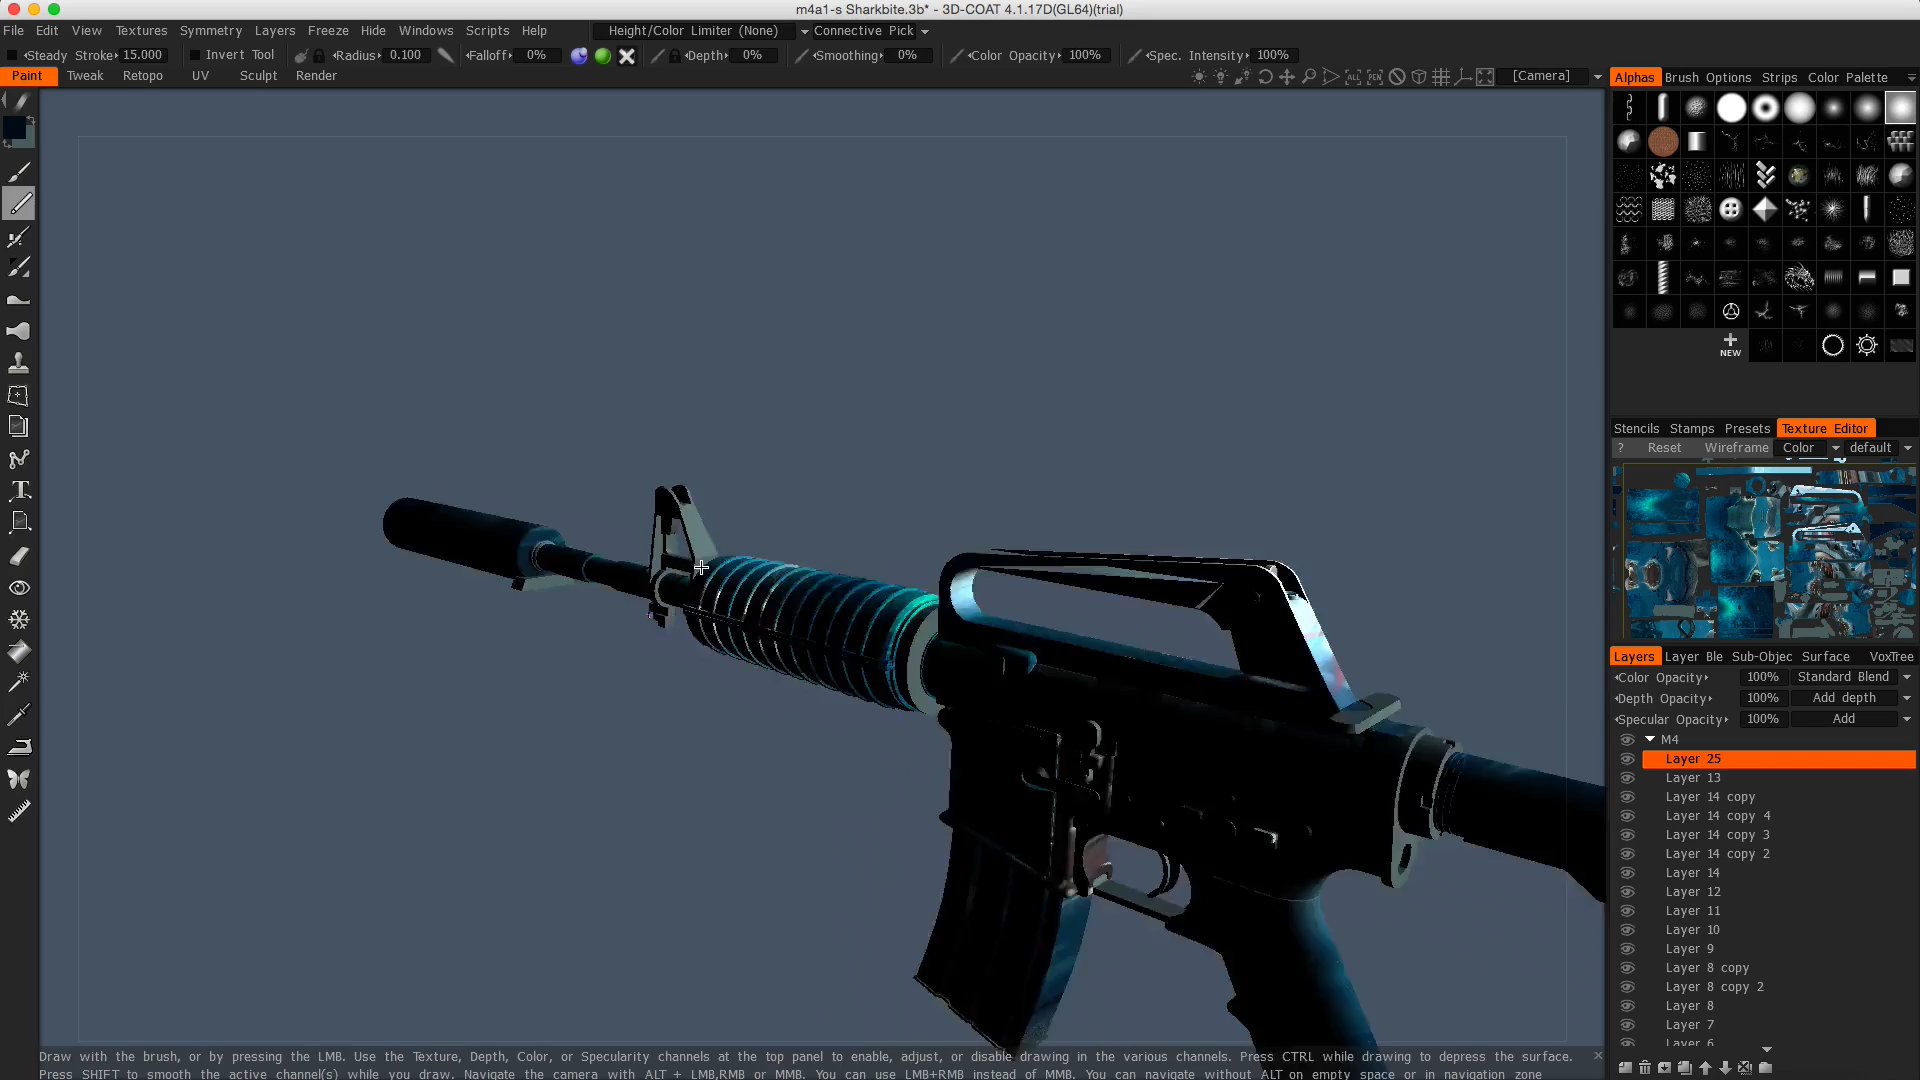 m4a1-s Sharkbite.3b* - 3D-COAT 4.1.17D(GL64)(trial)
File Edit View Textures Symmetry Layers Freeze Hide Windows Scripts Help Height/Color Limiter (None) Connective Pick
Steady Stroke 15.000 Invert Tool Radius 0.100 Falloff 0% Depth 0% Smoothing 0% Color Opacity 100% Spec. Intensity 100%
Paint Tweak Retopo UV Sculpt Render ALL PEN [Camera]
Alphas Brush Options Strips Color Palette
NEW
Stencils Stamps Presets Texture Editor
? Reset Wireframe Color default
Layers Layer Ble Sub-Objec Surface VoxTree
Color Opacity 100% Standard Blend
Depth Opacity 100% Add depth
Specular Opacity 100% Add
M4
Layer 25
Layer 13
Layer 14 copy
Layer 14 copy 4
Layer 14 copy 3
Layer 14 copy 2
Layer 14
Layer 12
Layer 11
Layer 10
Layer 9
Layer 8 copy
Layer 8 copy 2
Layer 8
Layer 7
Layer 6
Draw with the brush, or by pressing the LMB. Use the Texture, Depth, Color, or Specularity channels at the top panel to enable, adjust, or disable drawing in the various channels. Press CTRL while drawing to depress the surface.
Press SHIFT to smooth the active channel(s) while you draw. Navigate the camera with ALT + LMB,RMB or MMB. You can use LMB+RMB instead of MMB. You can navigate without ALT on empty space or in navigation zone